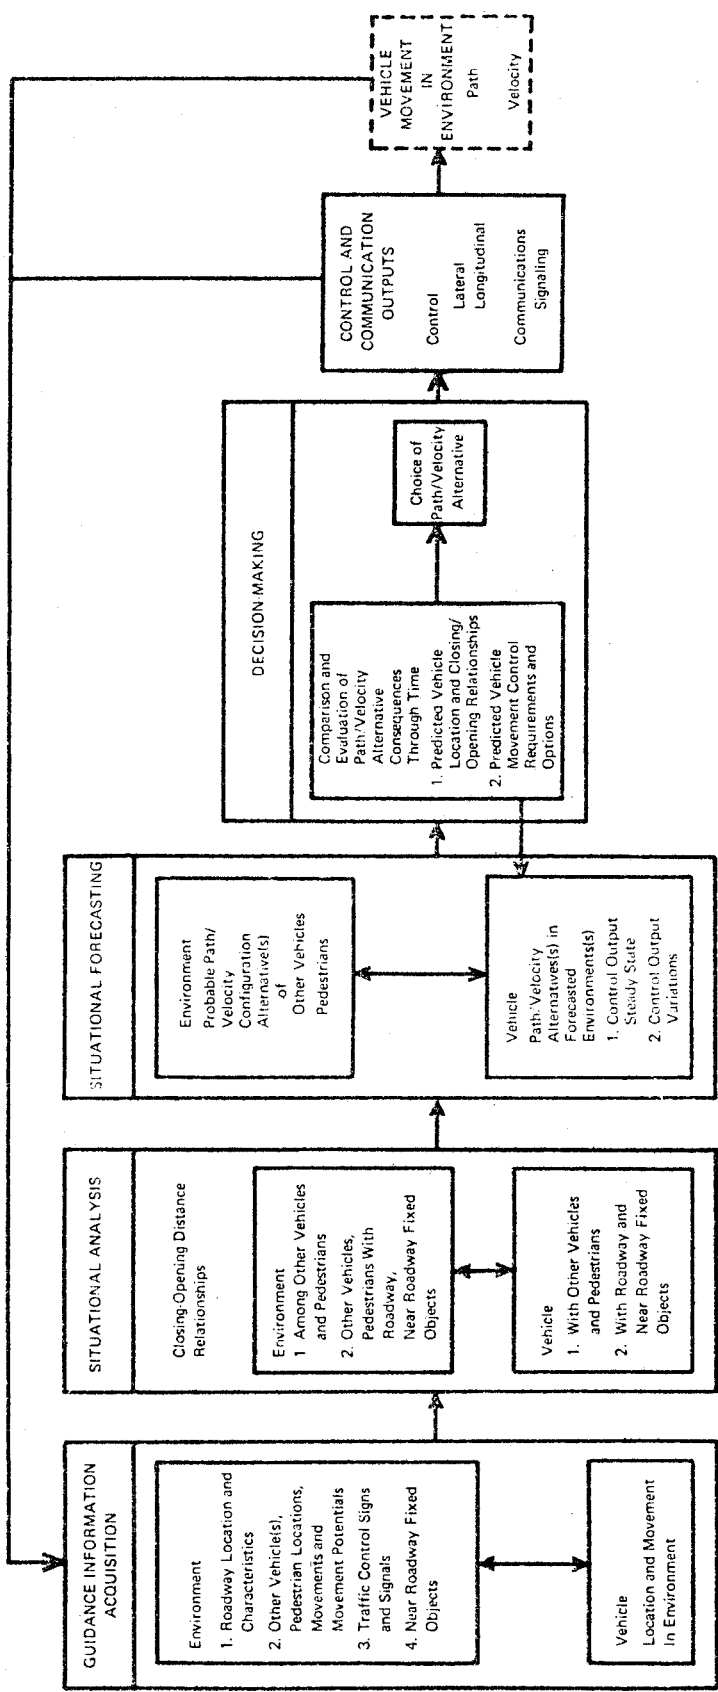 GUIDANCE INFORMATION
ACQUISITION
Environment
1. Roadway Location and
Characteristics
2. Other Vehicle(s),
Pedestrian Locations,
Movements and
Movement Potentials
3. Traffic Control Signs
and Signals
4. Near Roadway Fixed
Objects
Vehicle
Location and Movement
In Environment
SITUATIONAL ANALYSIS
Closing-Opening Distance
Relationships
Environment
1 Among Other Vehicles
and Pedestrians
2. Other Vehicles,
Pedestrians With
Roadway,
Near Roadway Fixed
Objects
Vehicle
1. With Other Vehicles
and Pedestrians
2. With Roadway and
Near Roadway Fixed
Objects
SITUATIONAL FORECASTING
Environment
Probable Path/
Velocity
Configuration
Alternative(s)
of
Other Vehicles
Pedestrians
Vehicle
Path/Velocity
Alternatives(s) in
Forecasted
Environments(s)
1. Control Output
Steady State
2. Control Output
Variations
DECISION-MAKING
Comparison and
Evaluation of
Path/Velocity
Alternative
Consequences
Through Time
1. Predicted Vehicle
Location and Closing/
Opening Relationships
2. Predicted Vehicle
Movement Control
Requirements and
Options
Choice of
Path/Velocity
Alternative
CONTROL AND
COMMUNICATION
OUTPUTS
Control
Lateral
Longitudinal
Communications
Signaling
VEHICLE
MOVEMENT
IN
ENVIRONMENT
Path
Velocity